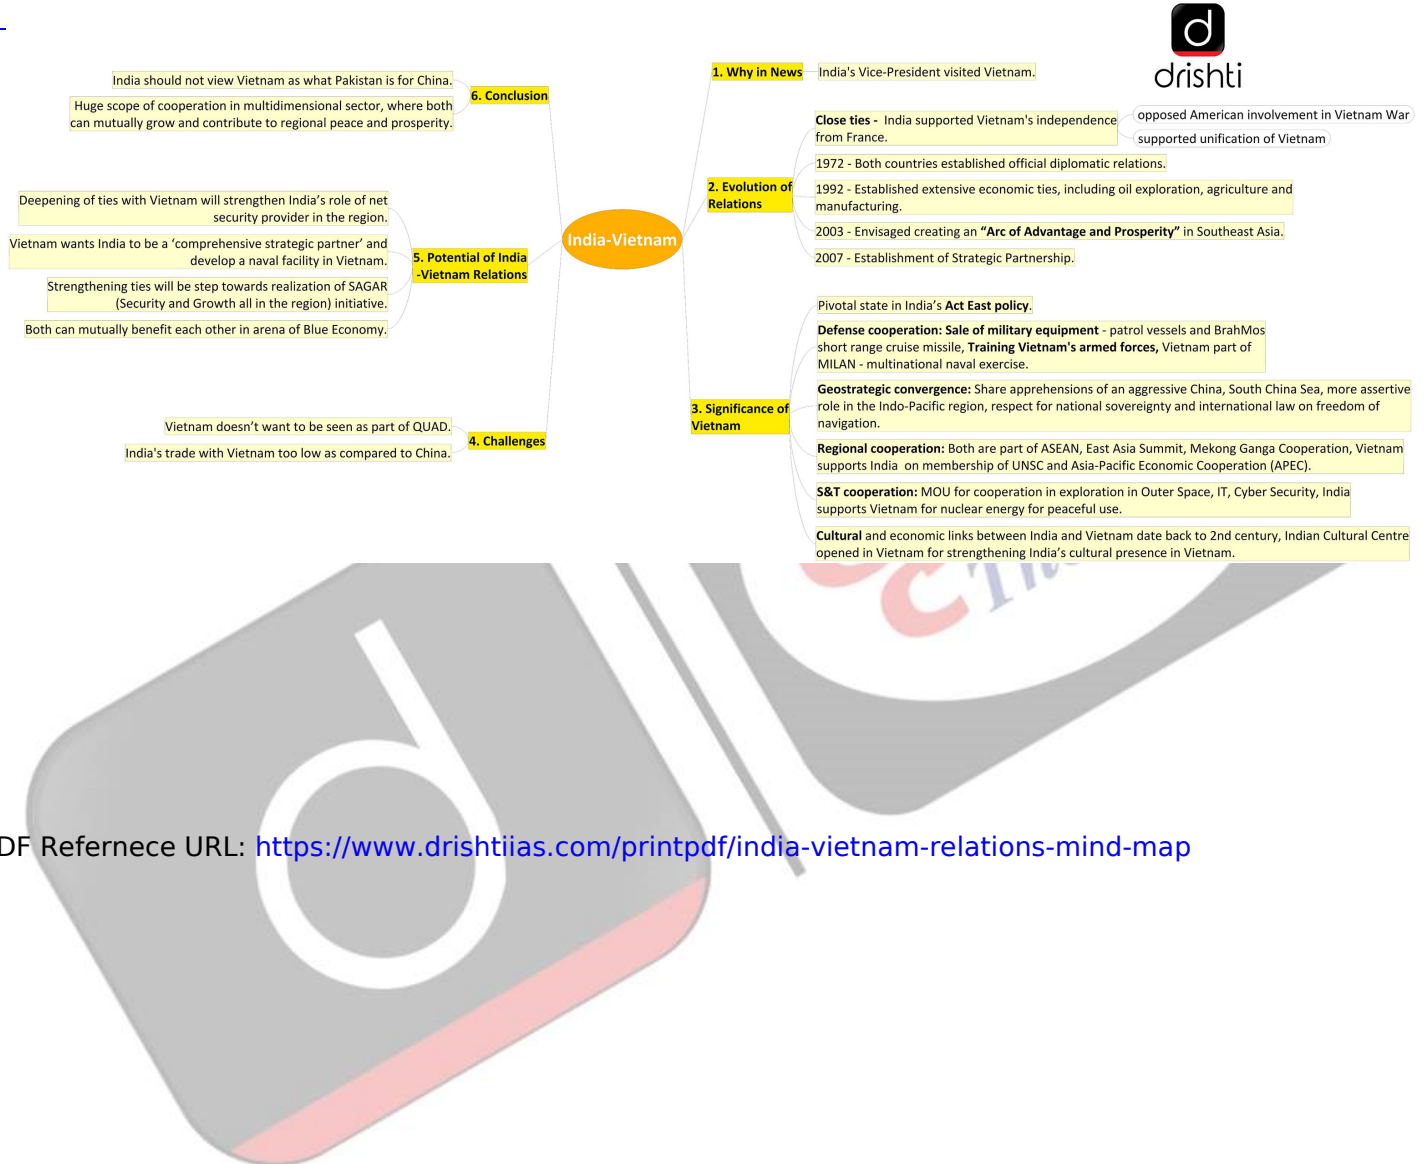 drishti
India-Vietnam
1. Why in News
India's Vice-President visited Vietnam.
2. Evolution of
Relations
Close ties - India supported Vietnam's independence
from France.
opposed American involvement in Vietnam War
supported unification of Vietnam
1972 - Both countries established official diplomatic relations.
1992 - Established extensive economic ties, including oil exploration, agriculture and
manufacturing.
2003 - Envisaged creating an “Arc of Advantage and Prosperity” in Southeast Asia.
2007 - Establishment of Strategic Partnership.
3. Significance of
Vietnam
Pivotal state in India’s Act East policy.
Defense cooperation: Sale of military equipment - patrol vessels and BrahMos
short range cruise missile, Training Vietnam's armed forces, Vietnam part of
MILAN - multinational naval exercise.
Geostrategic convergence: Share apprehensions of an aggressive China, South China Sea, more assertive
role in the Indo-Pacific region, respect for national sovereignty and international law on freedom of
navigation.
Regional cooperation: Both are part of ASEAN, East Asia Summit, Mekong Ganga Cooperation, Vietnam
supports India on membership of UNSC and Asia-Pacific Economic Cooperation (APEC).
S&T cooperation: MOU for cooperation in exploration in Outer Space, IT, Cyber Security, India
supports Vietnam for nuclear energy for peaceful use.
Cultural and economic links between India and Vietnam date back to 2nd century, Indian Cultural Centre
opened in Vietnam for strengthening India’s cultural presence in Vietnam.
4. Challenges
Vietnam doesn’t want to be seen as part of QUAD.
India's trade with Vietnam too low as compared to China.
5. Potential of India
-Vietnam Relations
Deepening of ties with Vietnam will strengthen India’s role of net
security provider in the region.
Vietnam wants India to be a ‘comprehensive strategic partner’ and
develop a naval facility in Vietnam.
Strengthening ties will be step towards realization of SAGAR
(Security and Growth all in the region) initiative.
Both can mutually benefit each other in arena of Blue Economy.
6. Conclusion
India should not view Vietnam as what Pakistan is for China.
Huge scope of cooperation in multidimensional sector, where both
can mutually grow and contribute to regional peace and prosperity.
DF Refernece URL: https://www.drishtiias.com/printpdf/india-vietnam-relations-mind-map